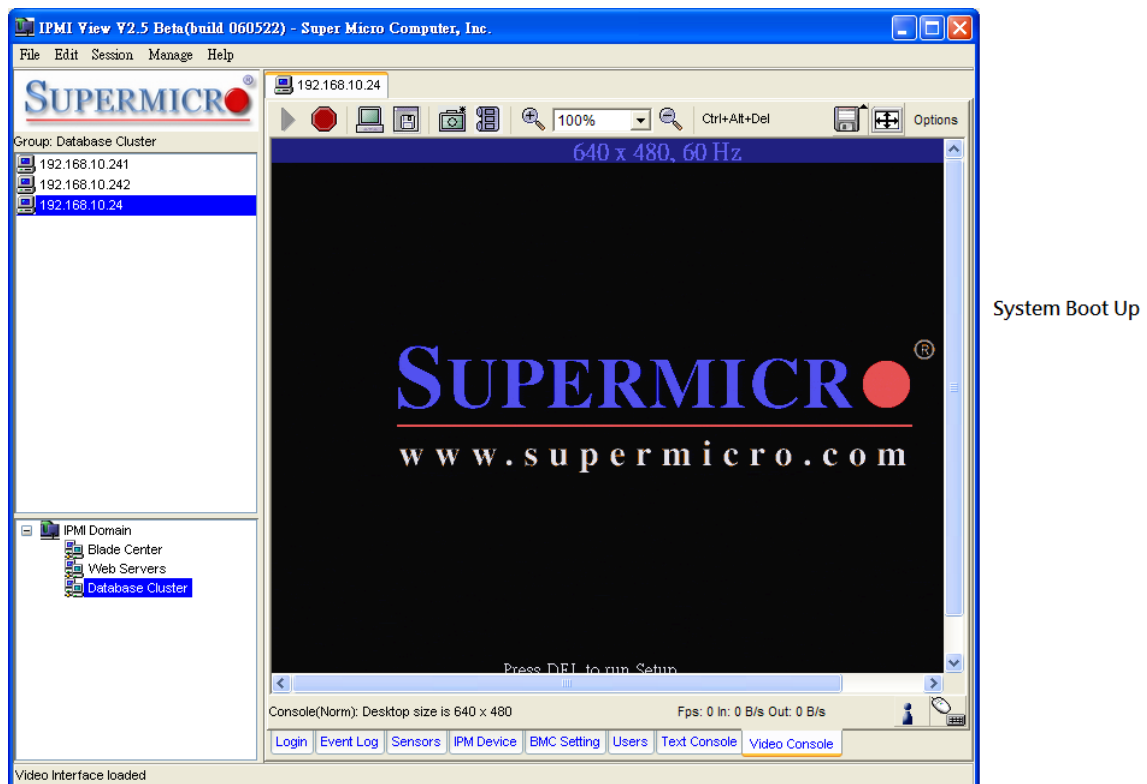 IPMI View V2.5 Beta(build 060522) - Super Micro Computer, Inc.
File Edit Session Manage Help
SUPERMICRO®
192.168.10.24
100% Ctrl+Alt+Del Options
Group: Database Cluster
192.168.10.241
192.168.10.242
192.168.10.24
640 x 480, 60 Hz
SUPERMICRO®
www.supermicro.com
Press DEL to run Setup
System Boot Up
IPMI Domain
Blade Center
Web Servers
Database Cluster
Console(Norm): Desktop size is 640 x 480 Fps: 0 In: 0 B/s Out: 0 B/s
Login Event Log Sensors IPM Device BMC Setting Users Text Console Video Console
Video Interface loaded